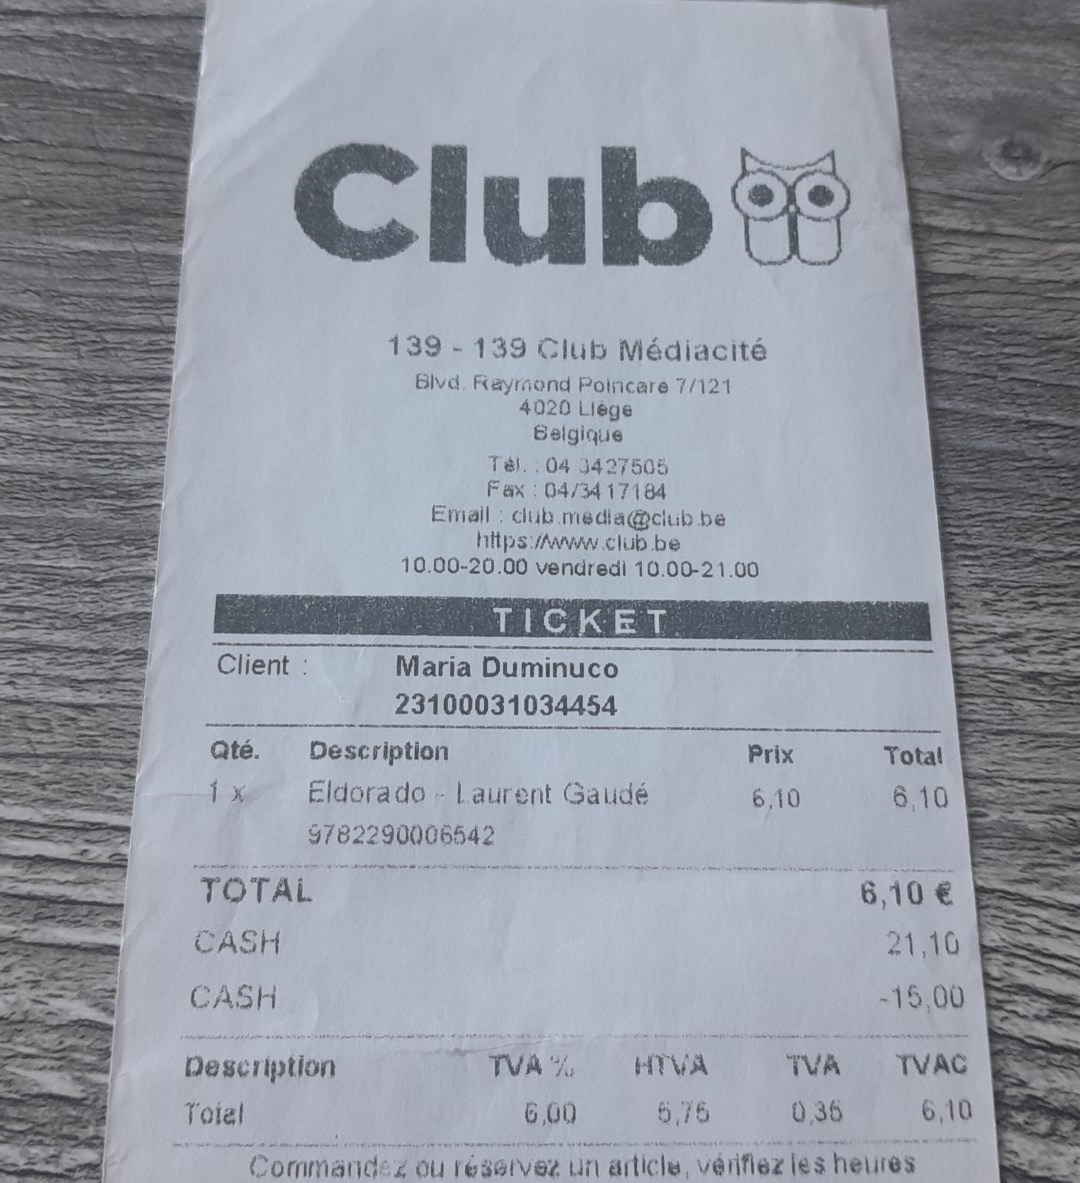 Club
139 - 139 Club Médiacité
Blvd. Raymond Poincaré 7/121
4020 Liège
Belgique
Tél. : 04 3427505
Fax : 04/3417184
Email : club.media@club.be
https://www.club.be
10.00-20.00 vendredi 10.00-21.00
TICKET
Client : Maria Duminuco
23100031034454
Qté. Description Prix Total
1 x Eldorado - Laurent Gaudé 6,10 6,10
9782290006542
TOTAL 6,10 €
CASH 21,10
CASH -15,00
Description TVA % HTVA TVA TVAC
Total 6,00 5,75 0,35 6,10
Commandez ou réservez un article, vérifiez les heures